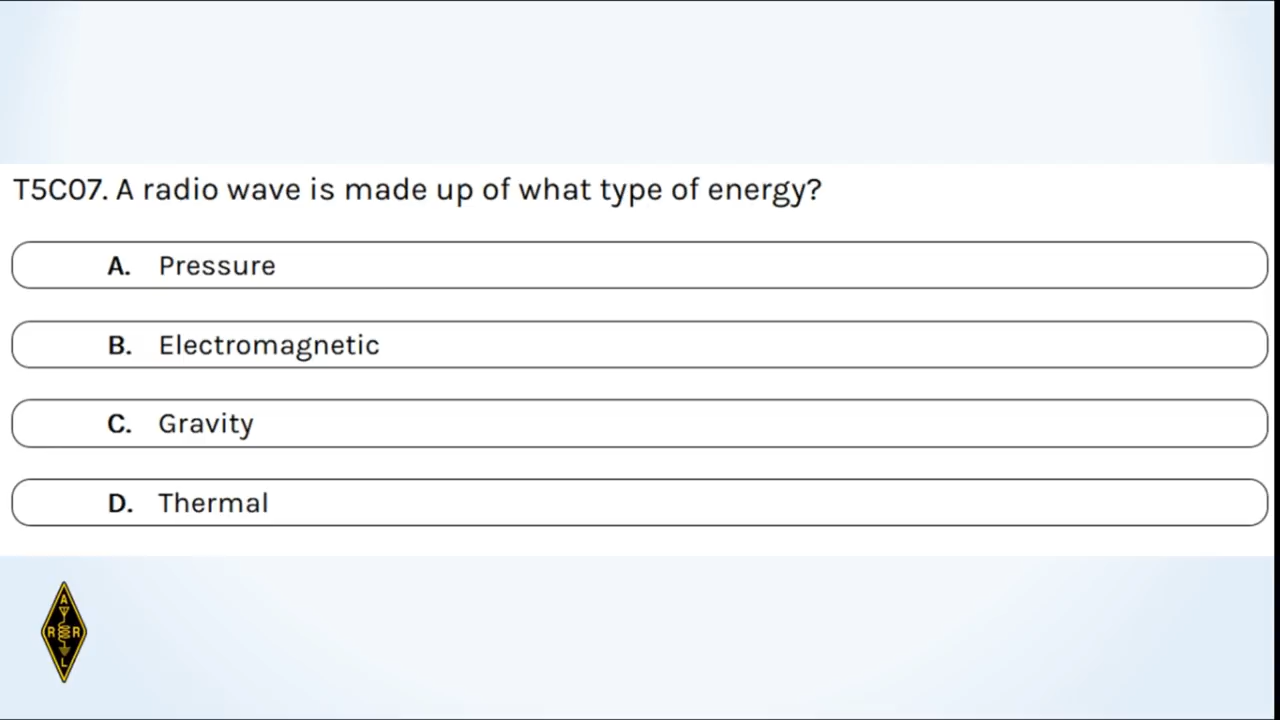 T5C07. A radio wave is made up of what type of energy?
A. Pressure
B. Electromagnetic
C. Gravity
D. Thermal
A
R R
L